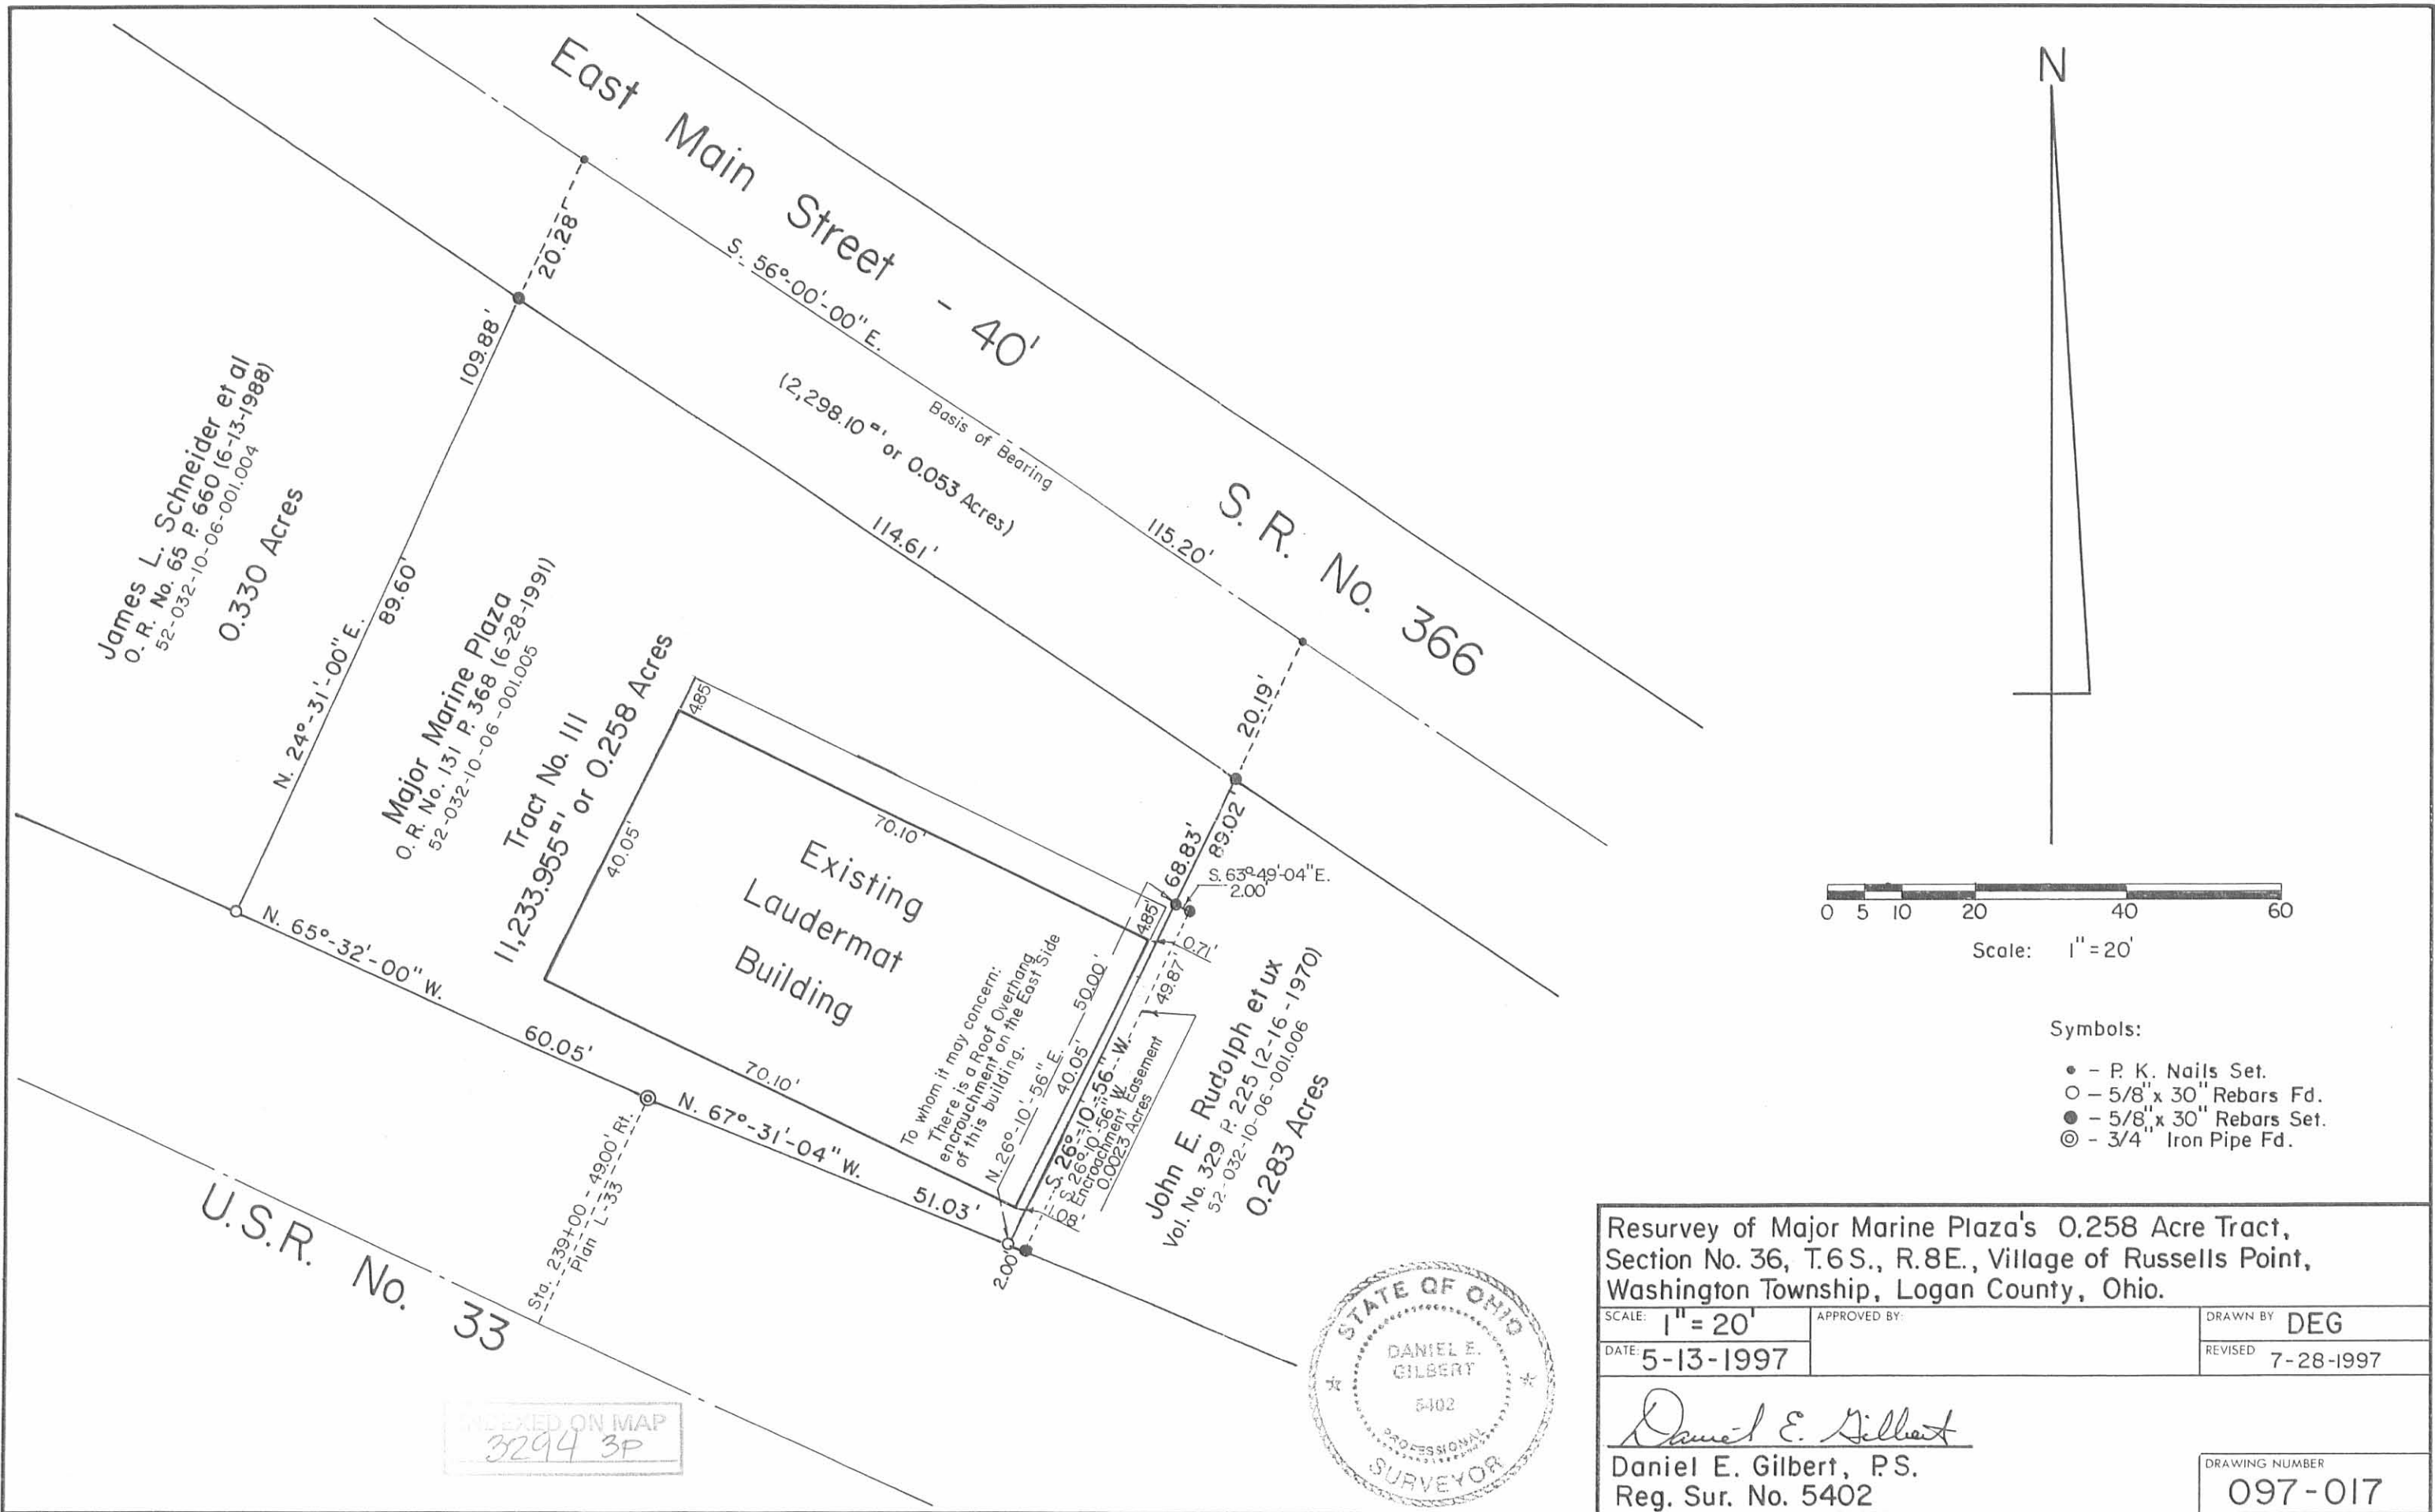 East Main Street - 40'
S. R. No. 366
S. 56°-00'-00" E.
Basis of Bearing
115.20'
(2,298.10 ▫' or 0.053 Acres)
114.61'
20.28'
109.88'
89.60'
N. 24°-31'-00" E.
James L. Schneider et al
O. R. No. 65 P. 660 (6-13-1988)
52-032-10-06-001.004
0.330 Acres
Major Marine Plaza
O. R. No. 131 P. 368 (6-28-1991)
52-032-10-06-001.005
Tract No. III
11,233.955▫' or 0.258 Acres
4.85
70.10'
40.05'
Existing
Laudermat
Building
70.10'
To whom it may concern:
There is a Roof Overhang
encrouchment on the East Side
of this building.
N. 26°-10'-56" E. 50.00'
40.05'
4.85'
20.19'
68.83'
89.02'
S. 63°-49'-04" E.
2.00
0.71'
49.87'
S. 26°-10'-56" W.
S. 26°-10'-56" W.
Encroachment Easement
0.0023 Acres
1.08'
2.00'
John E. Rudolph et ux
Vol. No. 329 P. 225 (2-16-1970)
52-032-10-06-001.006
0.283 Acres
N. 65°-32'-00" W.
60.05'
N. 67°-31'-04" W.
51.03'
Sta. 239+00 - 49.00' Rt.
Plan L-33
U.S.R. No. 33
N
0 5 10 20 40 60
Scale: 1" = 20'
Symbols:
● - P. K. Nails Set.
○ - 5/8" x 30" Rebars Fd.
● - 5/8" x 30" Rebars Set.
◎ - 3/4" Iron Pipe Fd.
STATE OF OHIO
DANIEL E.
GILBERT
5402
PROFESSIONAL
SURVEYOR
INDEXED ON MAP
3294 3P
Resurvey of Major Marine Plaza's 0.258 Acre Tract,
Section No. 36, T.6S., R.8E., Village of Russells Point,
Washington Township, Logan County, Ohio.
SCALE: 1" = 20'
APPROVED BY:
DRAWN BY DEG
DATE: 5-13-1997
REVISED 7-28-1997
Daniel E. Gilbert
Daniel E. Gilbert, P.S.
Reg. Sur. No. 5402
DRAWING NUMBER
097-017